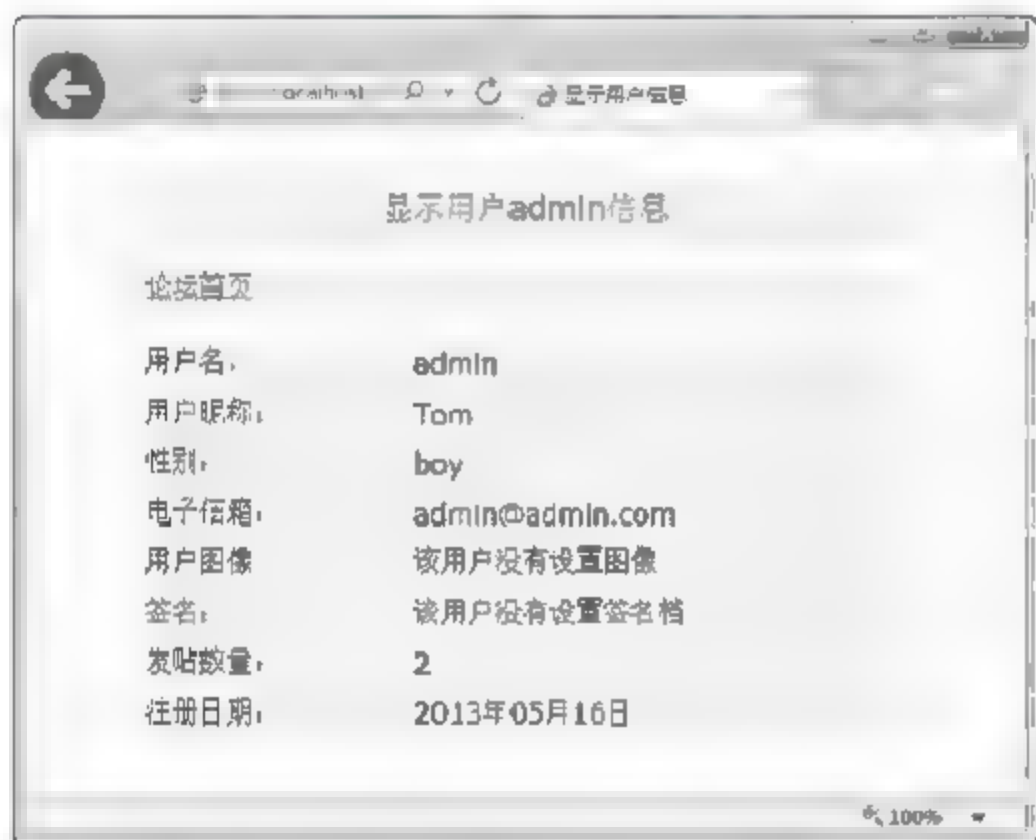 localhost 显示用户信息
显示用户admin信息
论坛首页
用户名： admin
用户昵称： Tom
性别： boy
电子信箱： admin@admin.com
用户图像 该用户没有设置图像
签名： 该用户没有设置签名档
发帖数量： 2
注册日期： 2013年05月16日
100%